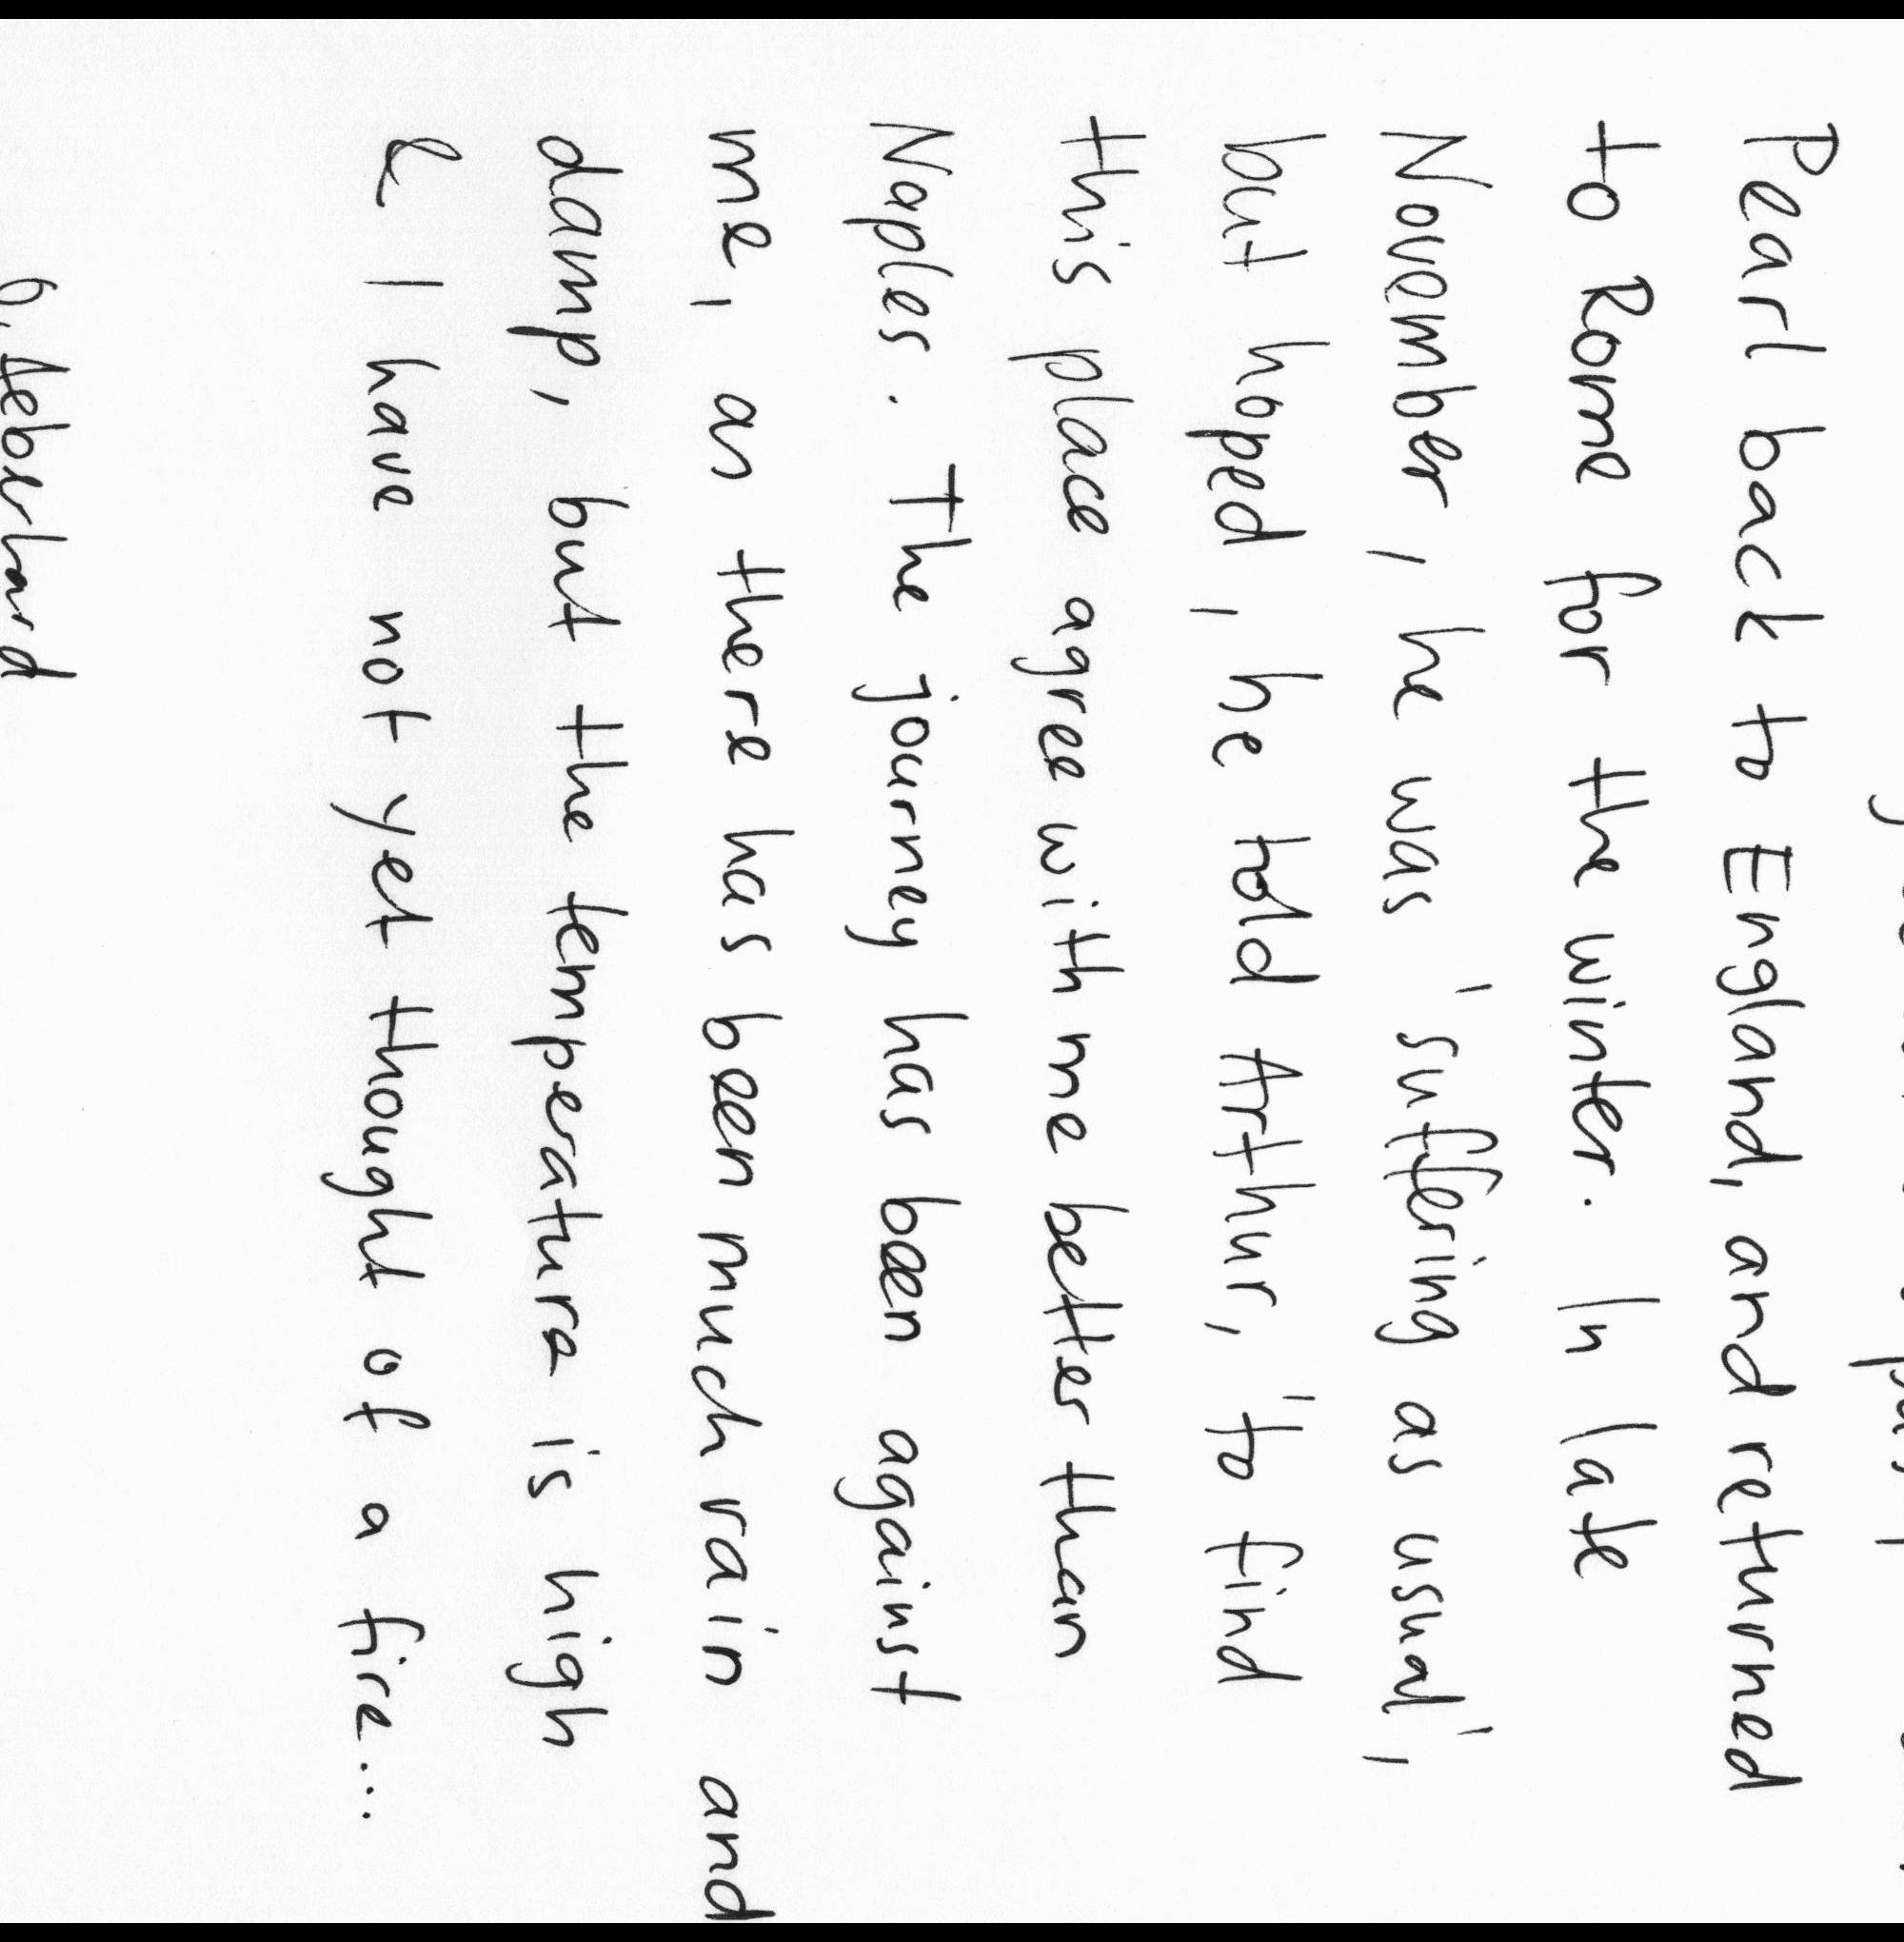 Pearl back to England, and returned
to Rome for the winter. In late
November, he was 'suffering as usual',
but hoped, he told Arthur, "to find
this place agree with me better than
Naples. The journey has been against
me, as there has been much rain and
damp, but the temperature is high
& I have not yet thought of a fire...